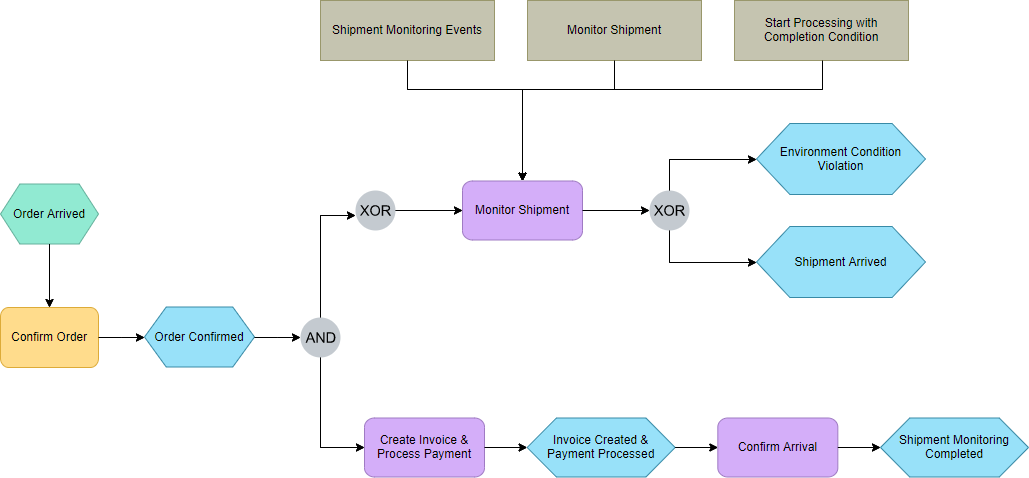 Shipment Monitoring Events
Monitor Shipment
Start Processing with
Completion Condition
Environment Condition
Violation
Order Arrived
XOR
Monitor Shipment
XOR
Shipment Arrived
Confirm Order
Order Confirmed
AND
Create Invoice &
Process Payment
Invoice Created &
Payment Processed
Confirm Arrival
Shipment Monitoring
Completed